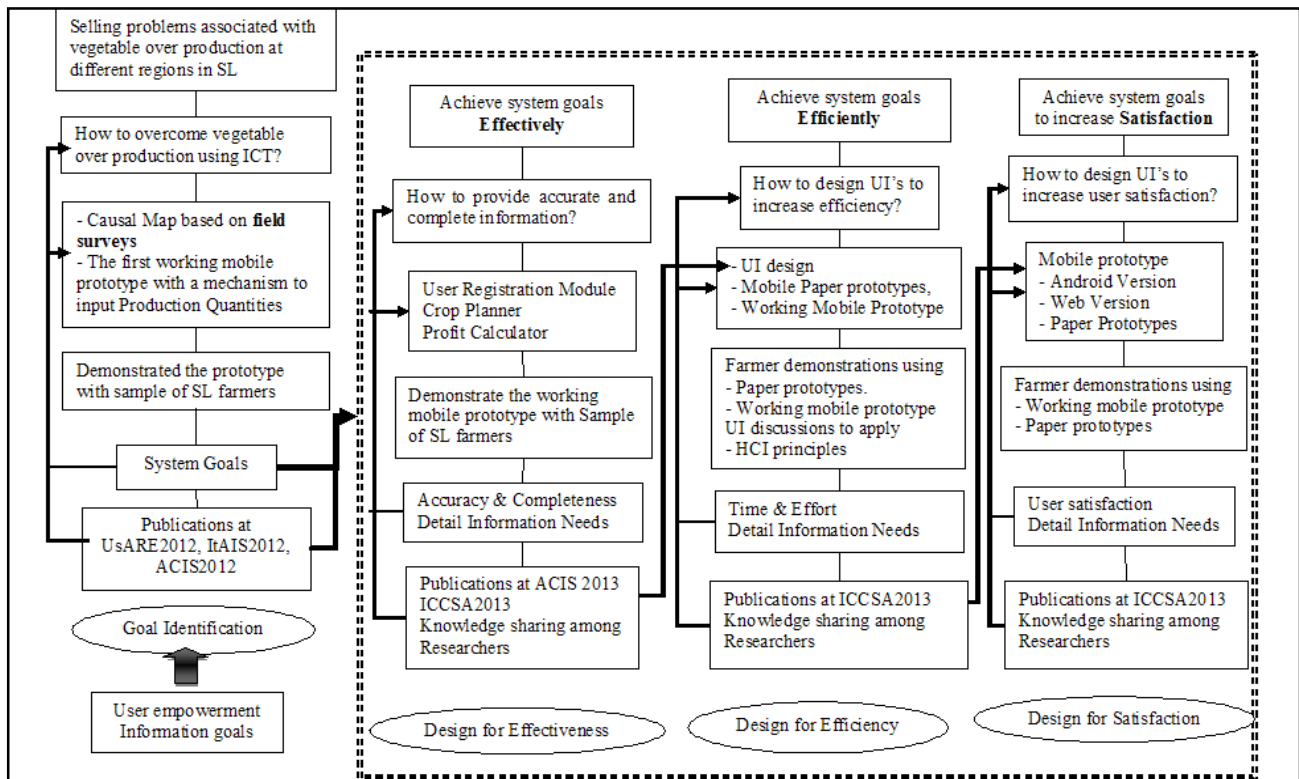 Selling problems associated with
vegetable over production at
different regions in SL
How to overcome vegetable
over production using ICT?
- Causal Map based on field
surveys
- The first working mobile
prototype with a mechanism to
input Production Quantities
Demonstrated the prototype
with sample of SL farmers
System Goals
Publications at
UsARE2012, ItAIS2012,
ACIS2012
Goal Identification
User empowerment
Information goals
Achieve system goals
Effectively
How to provide accurate and
complete information?
User Registration Module
Crop Planner
Profit Calculator
Demonstrate the working
mobile prototype with Sample
of SL farmers
Accuracy & Completeness
Detail Information Needs
Publications at ACIS 2013
ICCSA2013
Knowledge sharing among
Researchers
Design for Effectiveness
Achieve system goals
Efficiently
How to design UI's to
increase efficiency?
- UI design
- Mobile Paper prototypes,
- Working Mobile Prototype
Farmer demonstrations using
- Paper prototypes.
- Working mobile prototype
UI discussions to apply
- HCI principles
Time & Effort
Detail Information Needs
Publications at ICCSA2013
Knowledge sharing among
Researchers
Design for Efficiency
Achieve system goals
to increase Satisfaction
How to design UI's to
increase user satisfaction?
Mobile prototype
- Android Version
- Web Version
- Paper Prototypes
Farmer demonstrations using
- Working mobile prototype
- Paper prototypes
User satisfaction
Detail Information Needs
Publications at ICCSA2013
Knowledge sharing among
Researchers
Design for Satisfaction